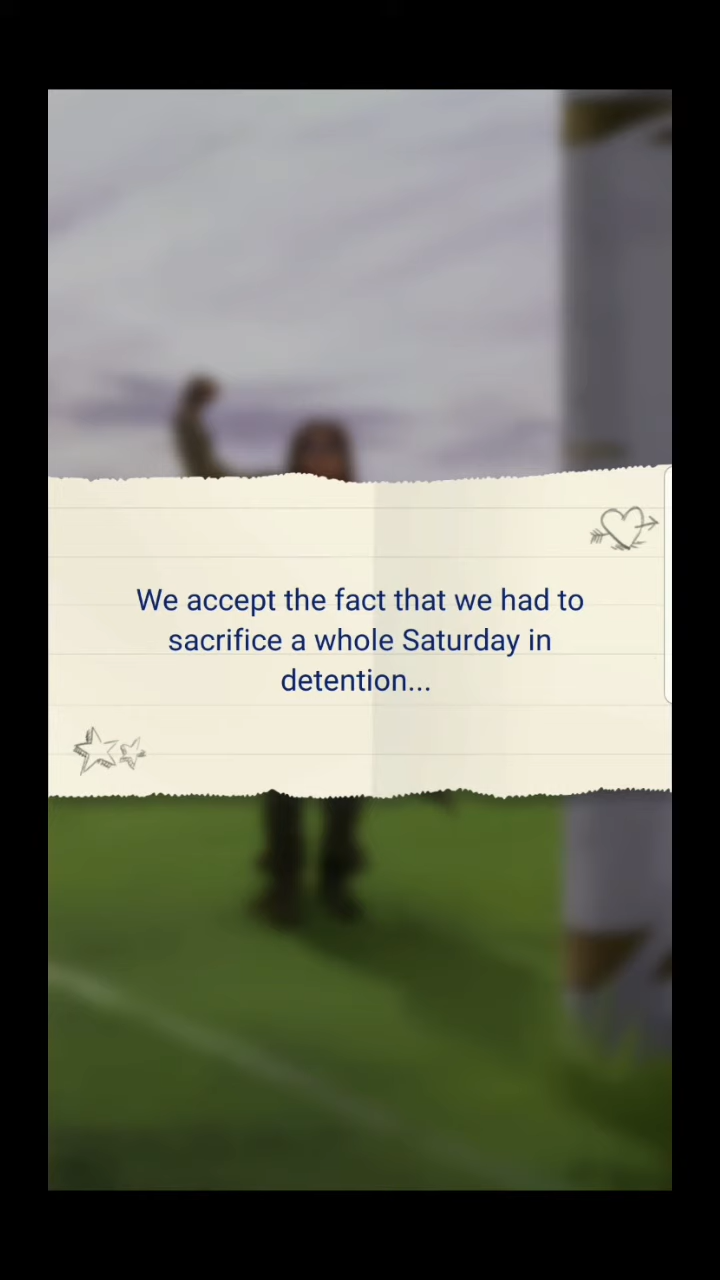 We accept the fact that we had to
sacrifice a whole Saturday in
detention...